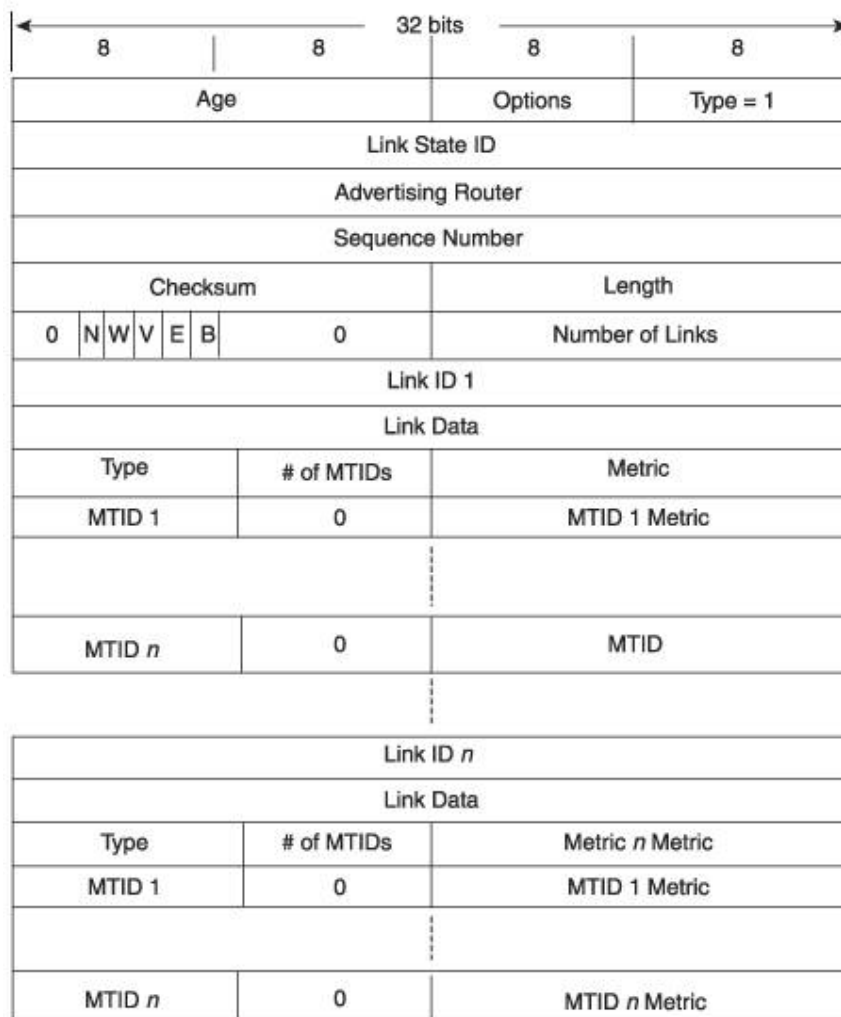 32 bits
8 8 8 8
Age Options Type = 1
Link State ID
Advertising Router
Sequence Number
Checksum Length
0 N W V E B 0 Number of Links
Link ID 1
Link Data
Type # of MTIDs Metric
MTID 1 0 MTID 1 Metric
MTID n 0 MTID
Link ID n
Link Data
Type # of MTIDs Metric n Metric
MTID 1 0 MTID 1 Metric
MTID n 0 MTID n Metric